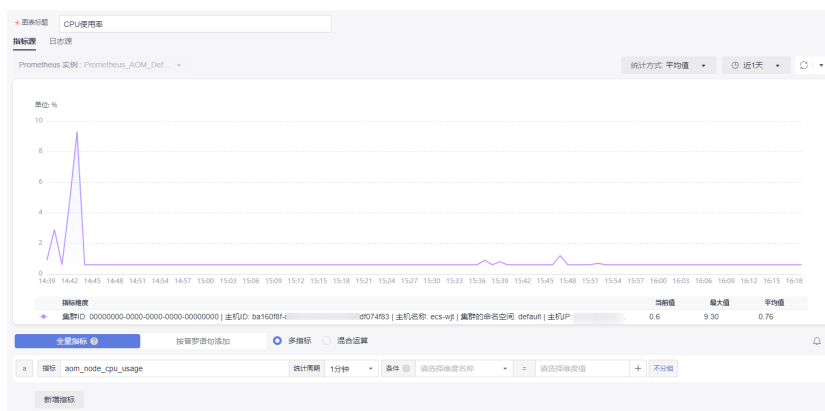 * 图表标题 CPU使用率
指标源 日志源
Prometheus 实例 : Prometheus_AOM_Def... 统计方式: 平均值 近1天
单位: %
10
8
6
4
2
0
14:39 14:42 14:45 14:48 14:51 14:54 14:57 15:00 15:03 15:06 15:09 15:12 15:15 15:18 15:21 15:24 15:27 15:30 15:33 15:36 15:39 15:42 15:45 15:48 15:51 15:54 15:57 16:00 16:03 16:06 16:09 16:12 16:15 16:18
指标维度 当前值 最大值 平均值
集群ID: 00000000-0000-0000-0000-00000000 | 主机ID: ba160f8f- df074f83 | 主机名称: ecs-wjt | 集群的命名空间: default | 主机IP: 0.6 9.30 0.76
全量指标 按普罗语句添加 多指标 混合运算
a 指标 aom_node_cpu_usage 统计周期 1分钟 条件 请选择维度名称 = 请选择维度值 + 不分组
新增指标